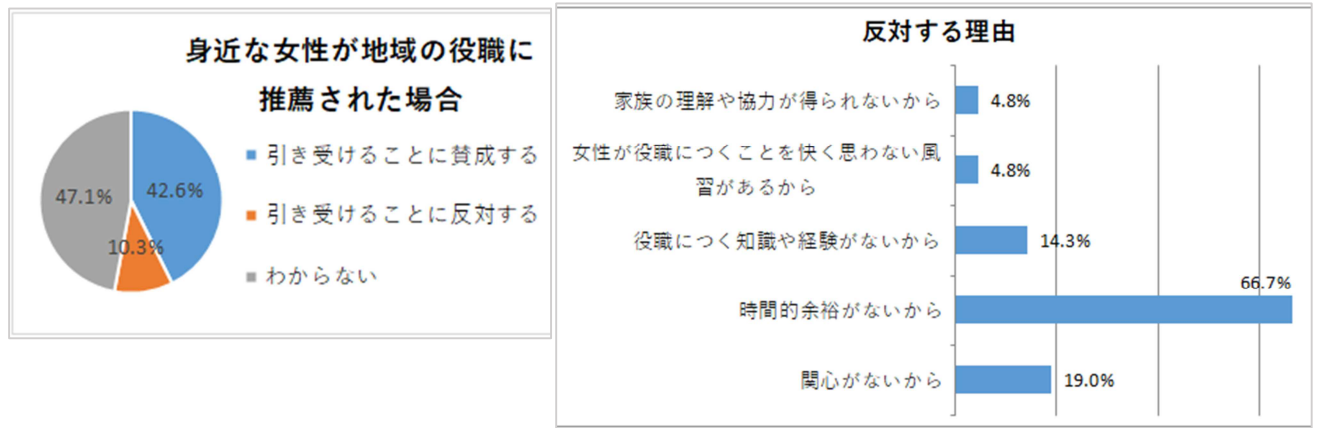 身近な女性が地域の役職に
推薦された場合
47.1%
42.6%
10.3%
引き受けることに賛成する
引き受けることに反対する
わからない
反対する理由
家族の理解や協力が得られないから
4.8%
女性が役職につくことを快く思わない風
習があるから
4.8%
役職につく知識や経験がないから
14.3%
時間的余裕がないから
66.7%
関心がないから
19.0%